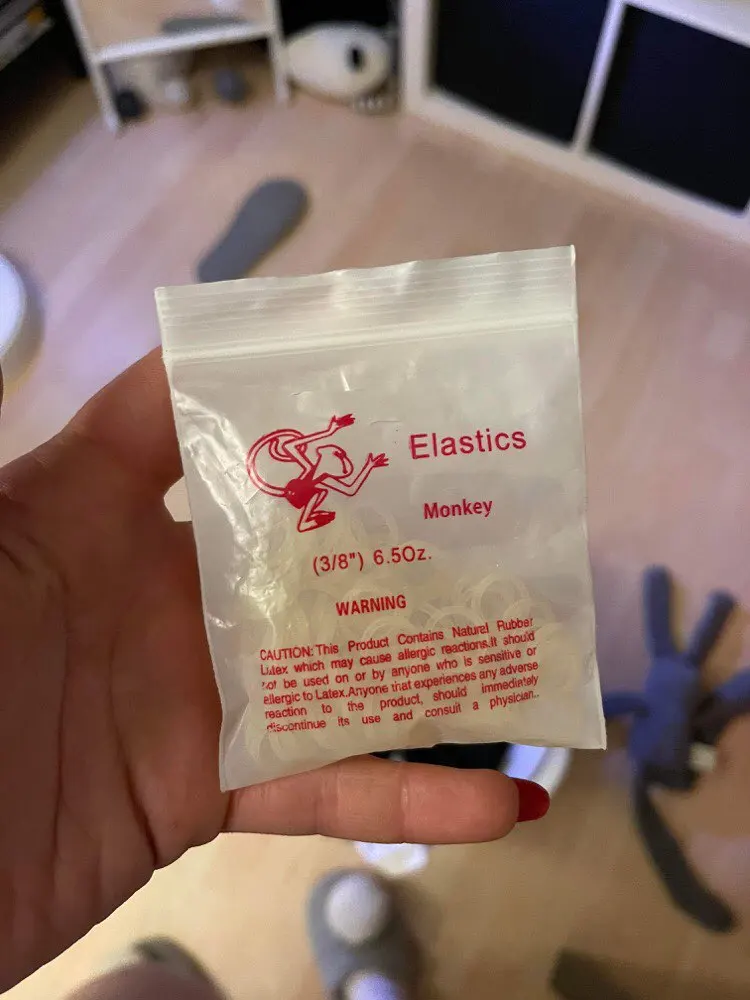 Elastics
Monkey
(3/8") 6.5Oz.
WARNING
CAUTION: This Product Contains Natural Rubber
Latex which may cause allergic reactions.It should
not be used on or by anyone who is sensitive or
allergic to Latex.Anyone that experiences any adverse
reaction to the product, should immediately
discontinue its use and consult a physician..